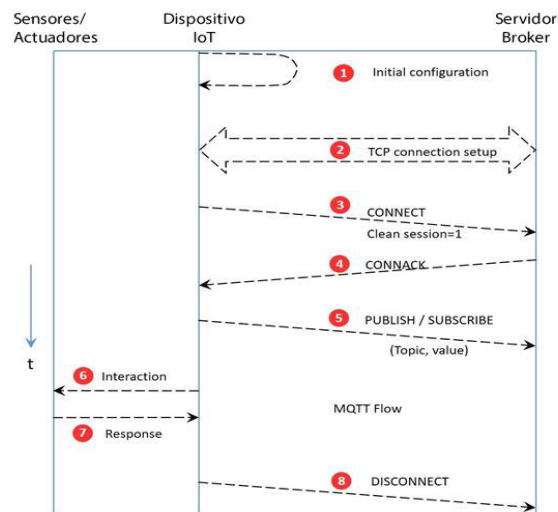 Sensores/
Actuadores
Dispositivo
IoT
Servidor
Broker
1 Initial configuration
2 TCP connection setup
3 CONNECT
Clean session=1
4 CONNACK
5 PUBLISH / SUBSCRIBE
(Topic, value)
t
6 Interaction
MQTT Flow
7 Response
8 DISCONNECT